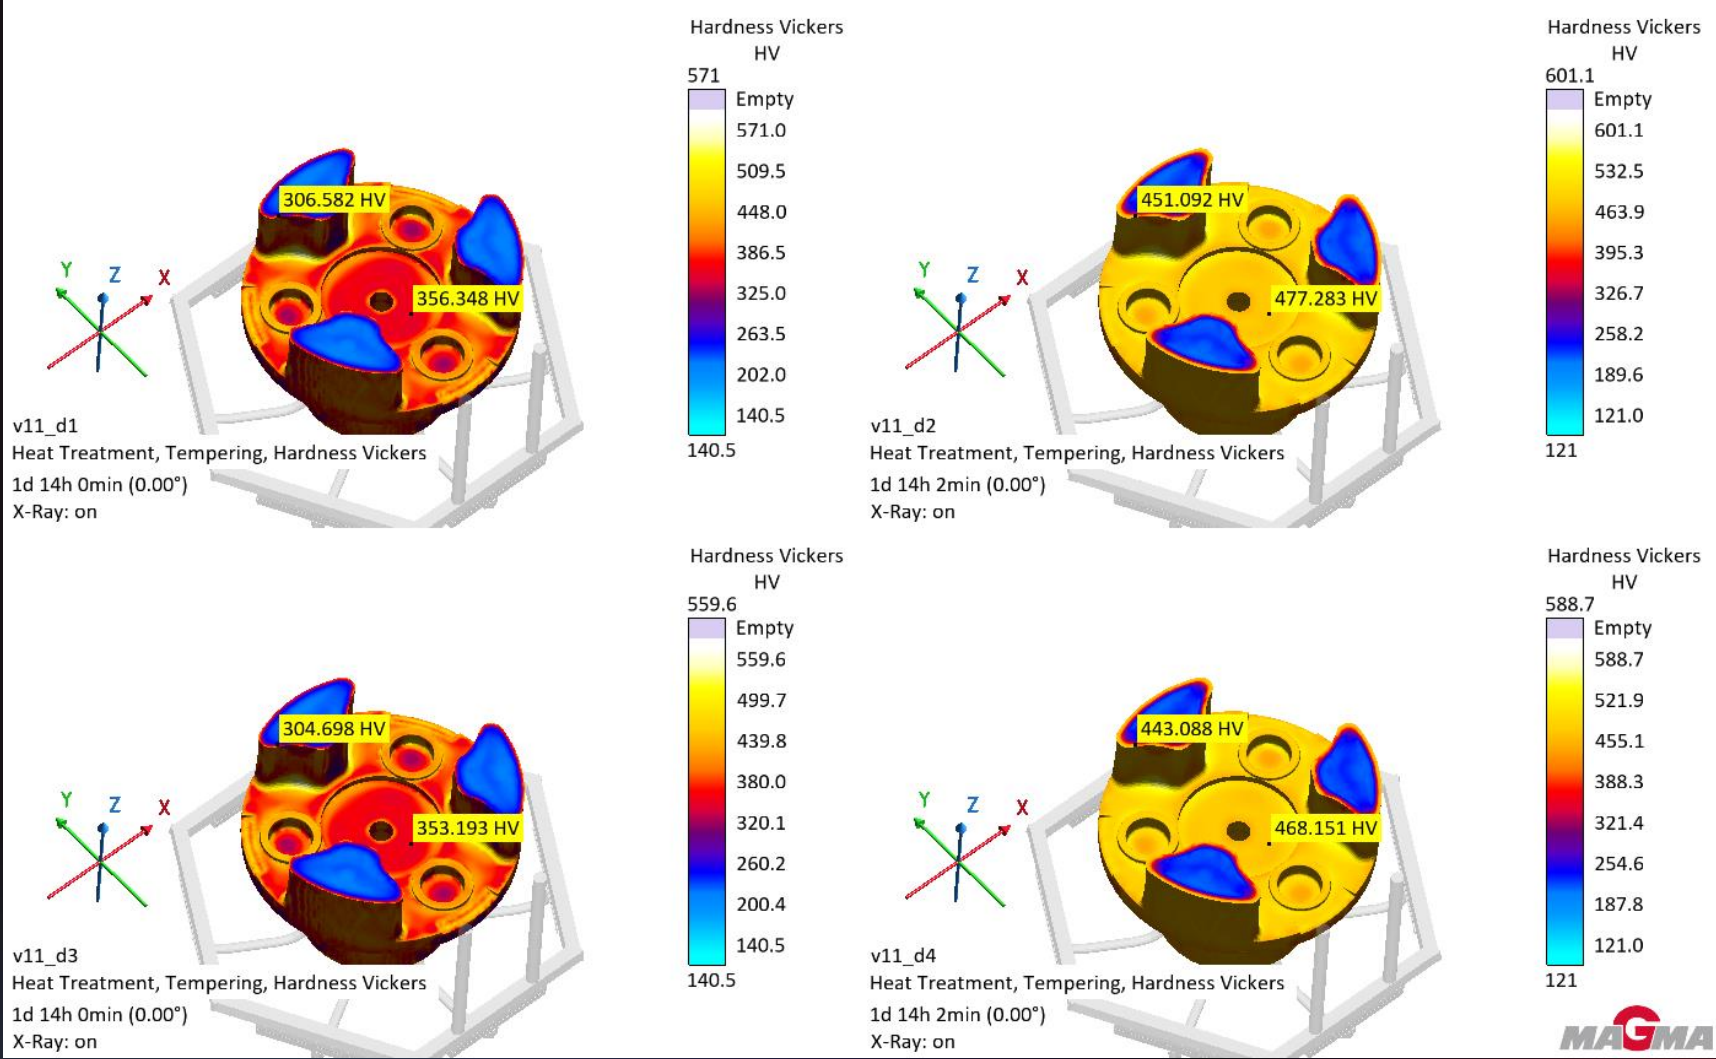 Hardness Vickers
HV
571
Empty
571.0
509.5
448.0
386.5
325.0
263.5
202.0
140.5
140.5
306.582 HV
356.348 HV
Y
Z
X
v11_d1
Heat Treatment, Tempering, Hardness Vickers
1d 14h 0min (0.00°)
X-Ray: on
Hardness Vickers
HV
601.1
Empty
601.1
532.5
463.9
395.3
326.7
258.2
189.6
121.0
121
451.092 HV
477.283 HV
Y
Z
X
v11_d2
Heat Treatment, Tempering, Hardness Vickers
1d 14h 2min (0.00°)
X-Ray: on
Hardness Vickers
HV
559.6
Empty
559.6
499.7
439.8
380.0
320.1
260.2
200.4
140.5
140.5
304.698 HV
353.193 HV
Y
Z
X
v11_d3
Heat Treatment, Tempering, Hardness Vickers
1d 14h 0min (0.00°)
X-Ray: on
Hardness Vickers
HV
588.7
Empty
588.7
521.9
455.1
388.3
321.4
254.6
187.8
121.0
121
443.088 HV
468.151 HV
Y
Z
X
v11_d4
Heat Treatment, Tempering, Hardness Vickers
1d 14h 2min (0.00°)
X-Ray: on
MAGMA